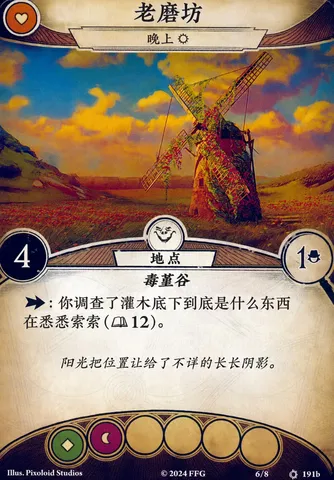 老磨坊
晚上
4
地点
1
毒堇谷
：你调查了灌木底下到底是什么东西
在悉悉索索（ 12）。
阳光把位置让给了不详的长长阴影。
Illus. Pixoloid Studios © 2024 FFG 6/8 191b